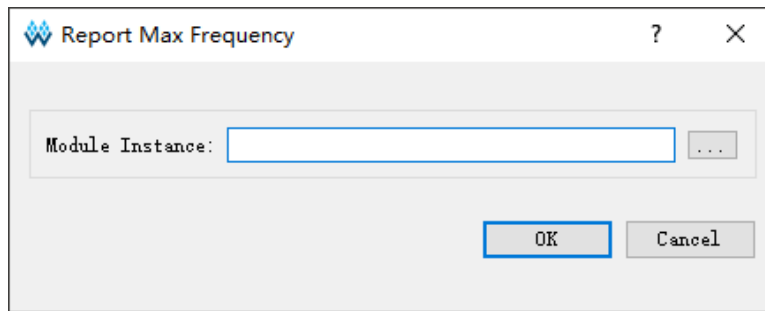 Report Max Frequency ? ×
Module Instance: ...
OK Cancel